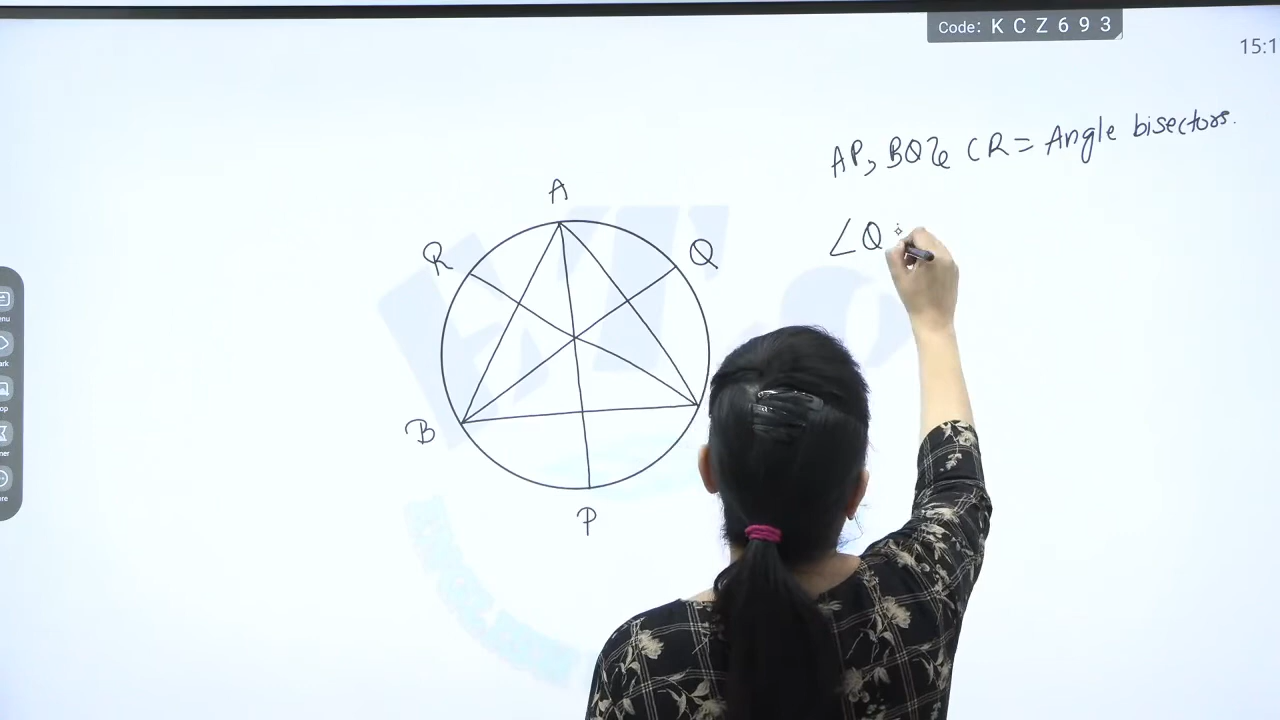 Code: K C Z 6 9 3
15:1
AP, BQ & CR = Angle bisectors.
∠Q
A
R
Q
B
P